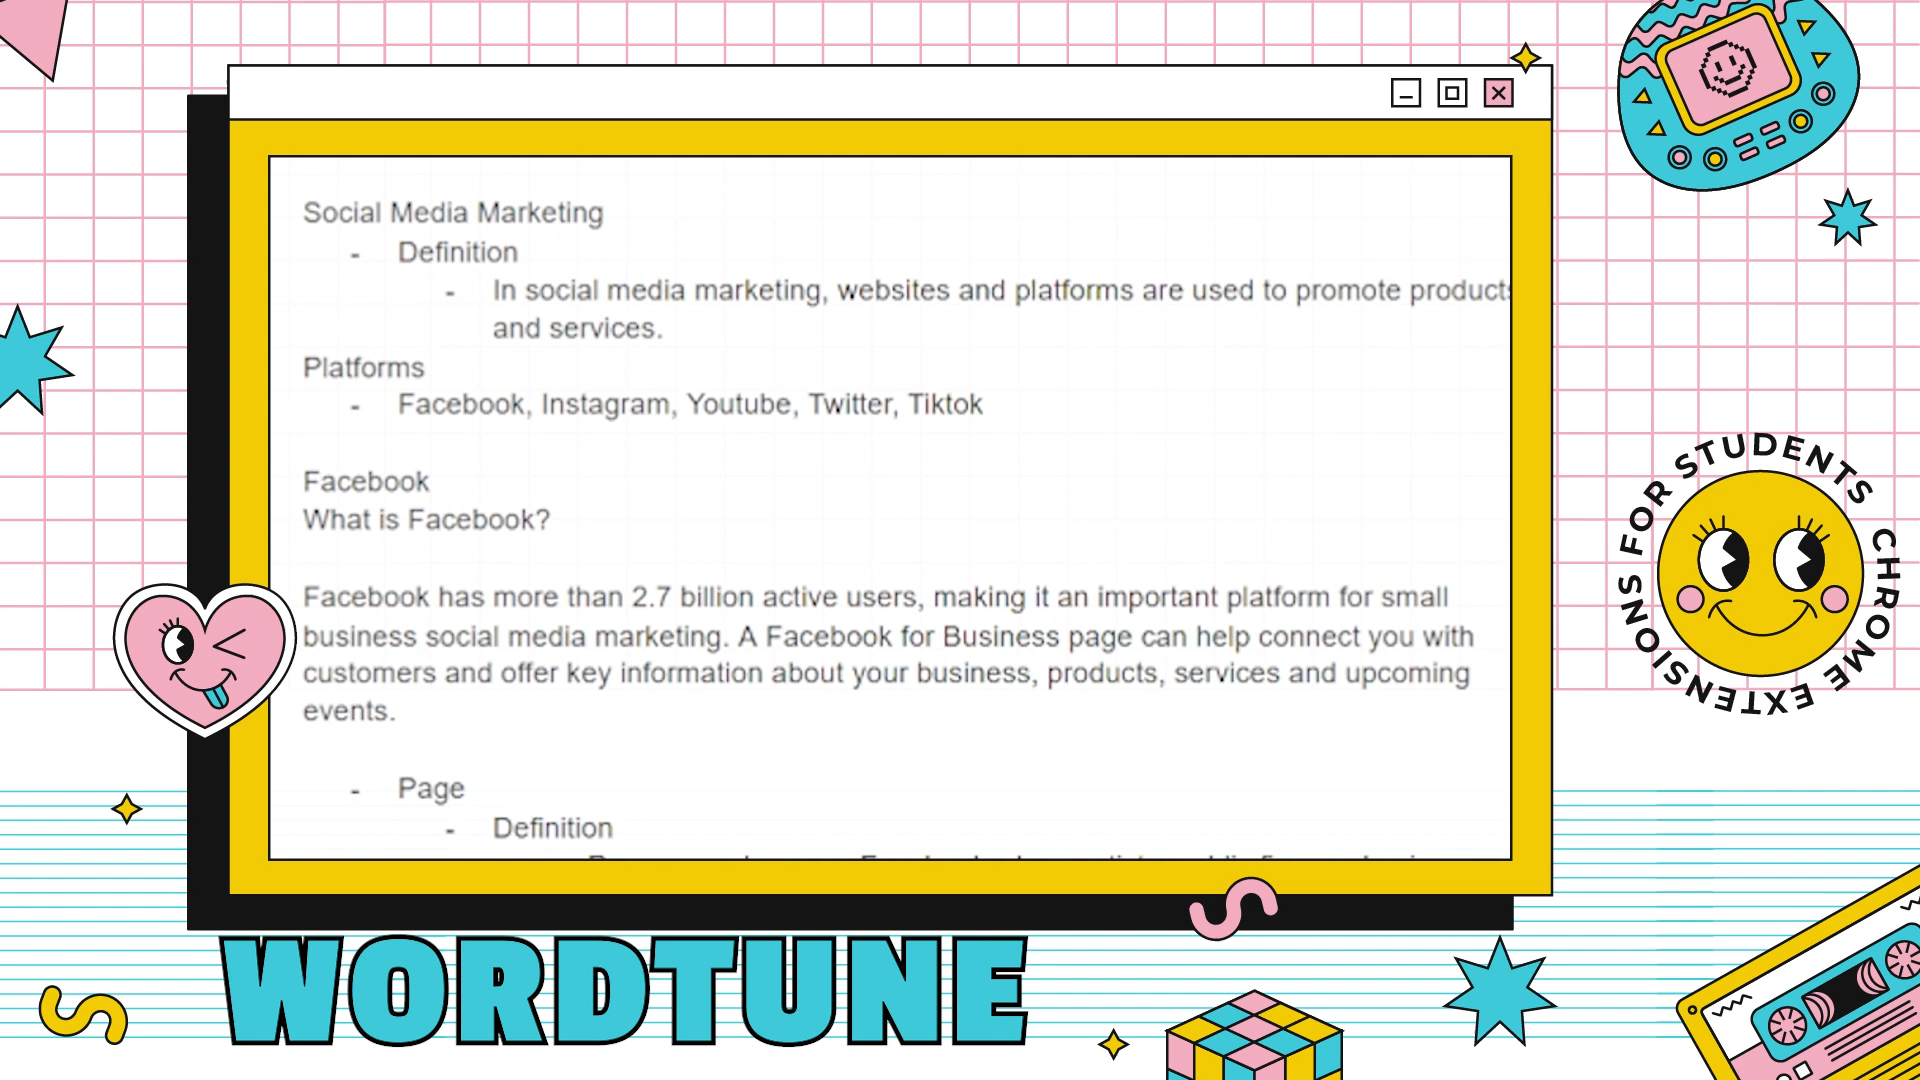 Social Media Marketing
- Definition
- In social media marketing, websites and platforms are used to promote products
and services.
Platforms
- Facebook, Instagram, Youtube, Twitter, Tiktok
Facebook
What is Facebook?
Facebook has more than 2.7 billion active users, making it an important platform for small
business social media marketing. A Facebook for Business page can help connect you with
customers and offer key information about your business, products, services and upcoming
events.
- Page
- Definition
WORDTUNE
CHROME EXTENSIONS FOR STUDENTS